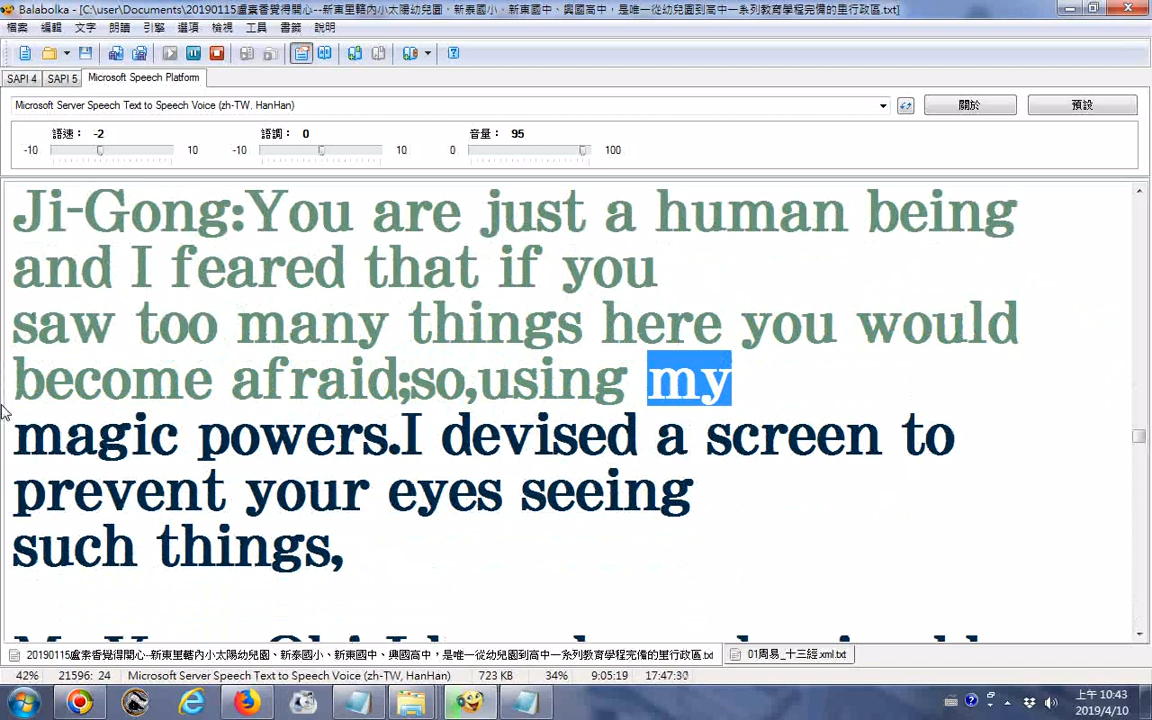 Balabolka - [C:\user\Documents\20190115盧素香覺得開心--新東里轄內小太陽幼兒園、新泰國小、新東國中、興國高中，是唯一從幼兒園到高中一系列教育學程完備的里行政區.txt]
檔案 編輯 文字 朗讀 引擎 選項 檢視 工具 書籤 說明
SAPI 4 SAPI 5 Microsoft Speech Platform
Microsoft Server Speech Text to Speech Voice (zh-TW, HanHan) 關於 預設
語速： -2 語調： 0 音量： 95
-10 10 -10 10 0 100
Ji-Gong:You are just a human being
and I feared that if you
saw too many things here you would
become afraid;so,using my
magic powers.I devised a screen to
prevent your eyes seeing
such things,
20190115盧素香覺得開心--新東里轄內小太陽幼兒園、新泰國小、新東國中、興國高中，是唯一從幼兒園到高中一系列教育學程完備的里行政區.txt 01周易_十三經.xml.txt
42% 21596: 24 Microsoft Server Speech Text to Speech Voice (zh-TW, HanHan) 723 KB 34% 9:05:19 17:47:30
上午 10:43
2019/4/10